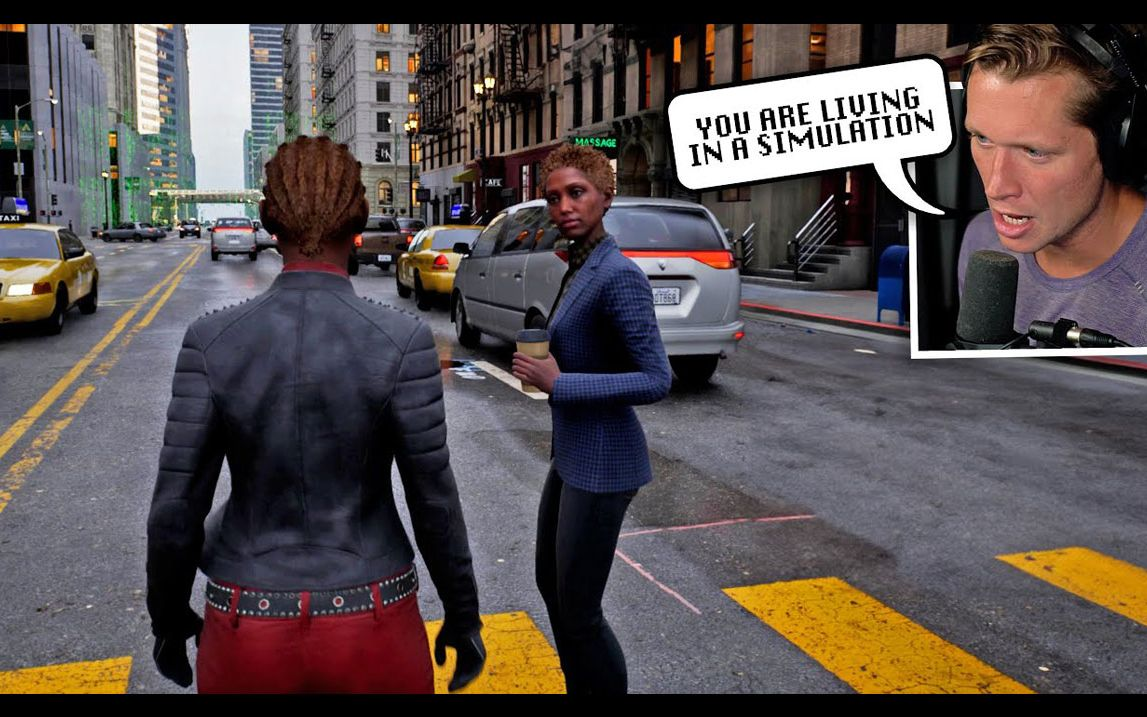 YOU ARE LIVING
IN A SIMULATION
MASSAGE
CAFE
TAXI